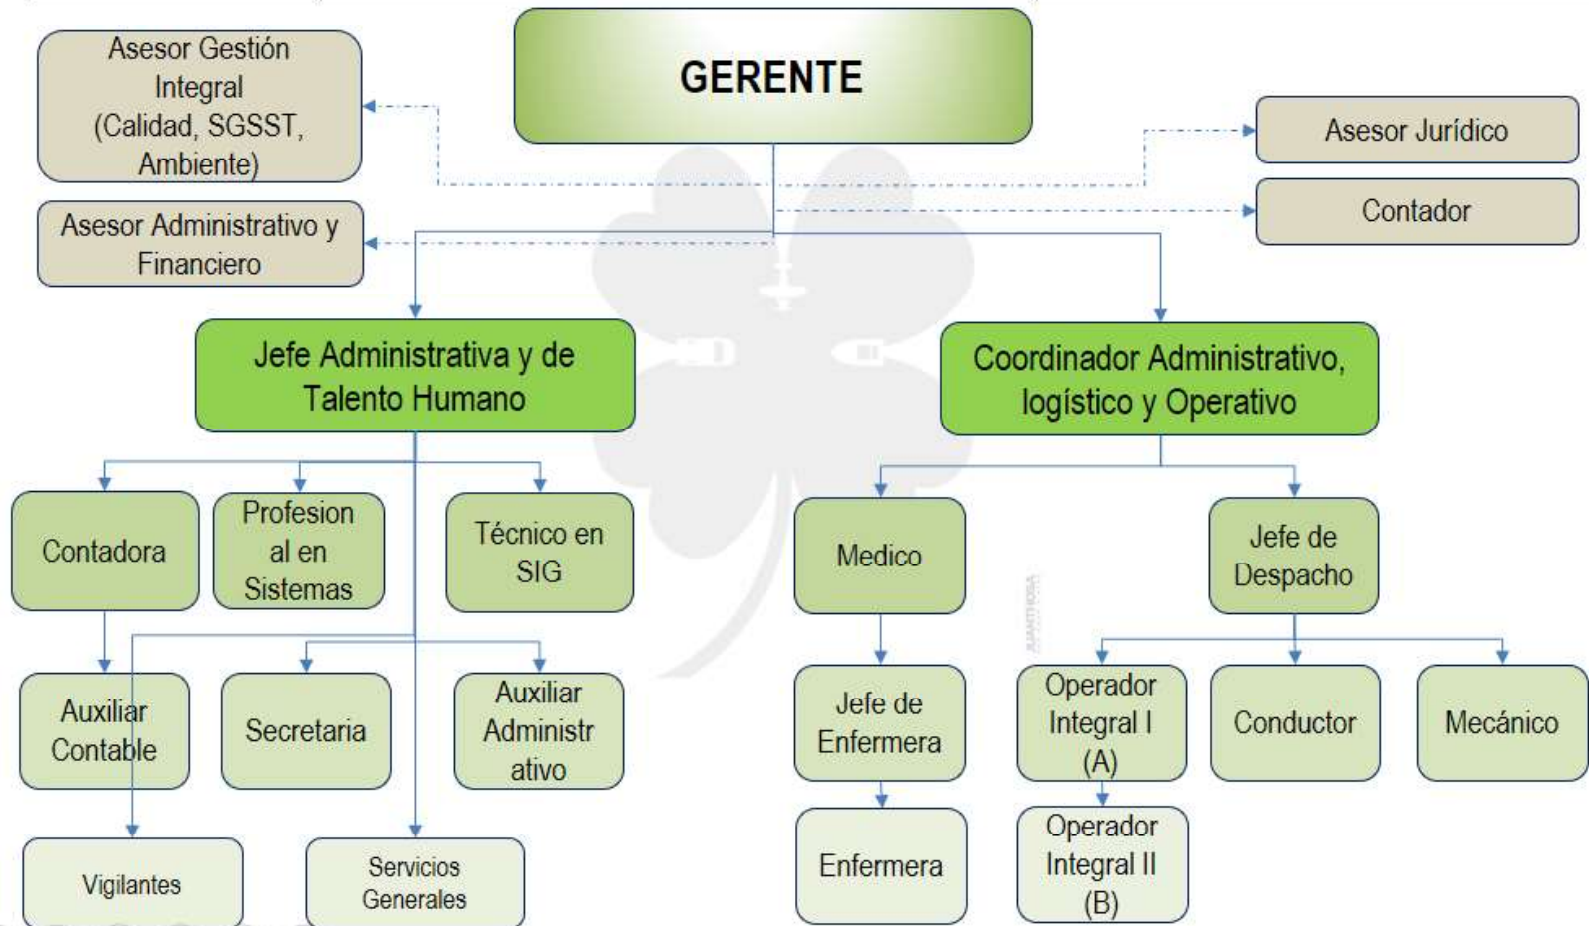 GERENTE
Asesor Gestión
Integral
(Calidad, SGSST,
Ambiente)
Asesor Jurídico
Asesor Administrativo y
Financiero
Contador
Jefe Administrativa y de
Talento Humano
Coordinador Administrativo,
logístico y Operativo
Contadora
Profesion
al en
Sistemas
Técnico en
SIG
Medico
Jefe de
Despacho
Auxiliar
Contable
Secretaria
Auxiliar
Administr
ativo
Jefe de
Enfermera
Operador
Integral I
(A)
Conductor
Mecánico
Vigilantes
Servicios
Generales
Enfermera
Operador
Integral II
(B)